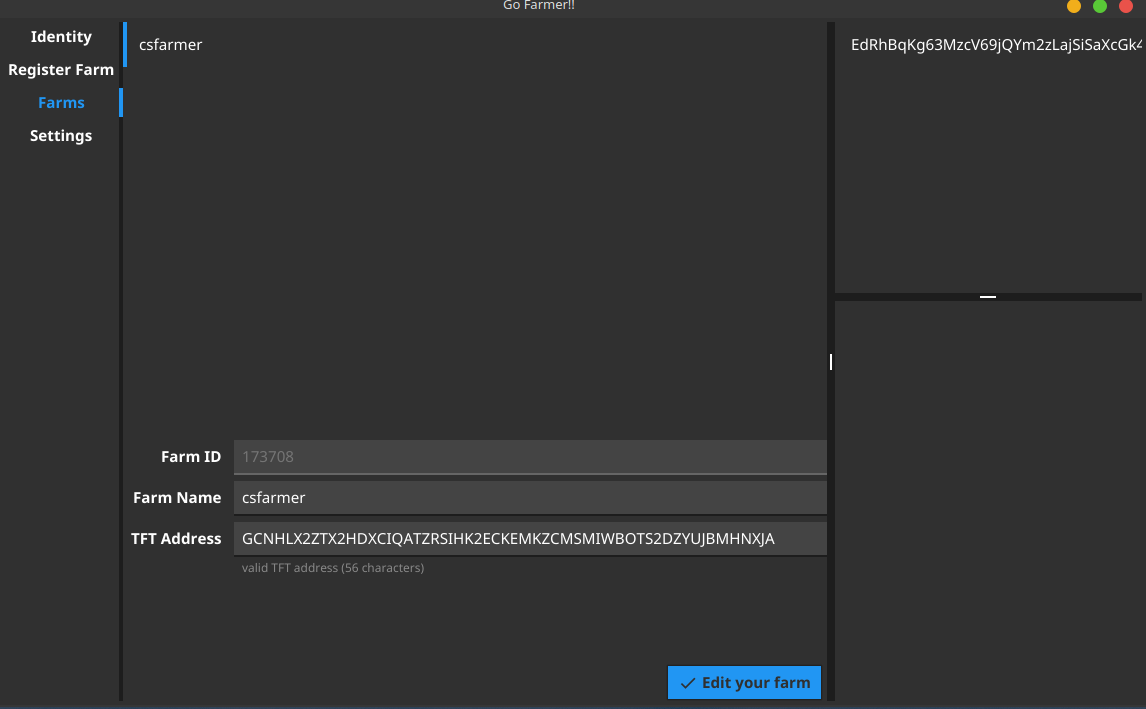 Go Farmer!!
Identity
Register Farm
Farms
Settings
csfarmer
EdRhBqKg63MzcV69jQYm2zLajSiSaXcGk4
Farm ID
173708
Farm Name
csfarmer
TFT Address
GCNHLX2ZTX2HDXCIQATZRSIHK2ECKEMKZCMSMIWBOTS2DZYUJBMHNXJA
valid TFT address (56 characters)
Edit your farm